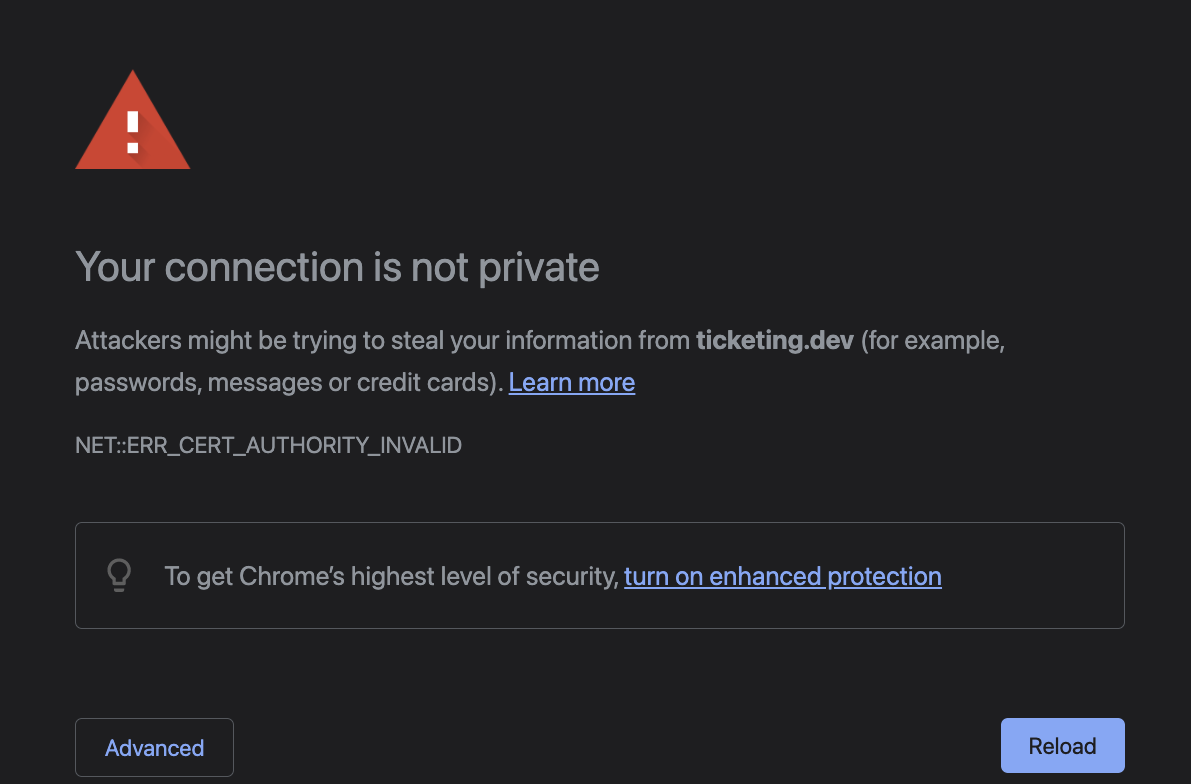 Your connection is not private
Attackers might be trying to steal your information from ticketing.dev (for example,
passwords, messages or credit cards). Learn more
NET::ERR_CERT_AUTHORITY_INVALID
To get Chrome’s highest level of security, turn on enhanced protection
Advanced
Reload